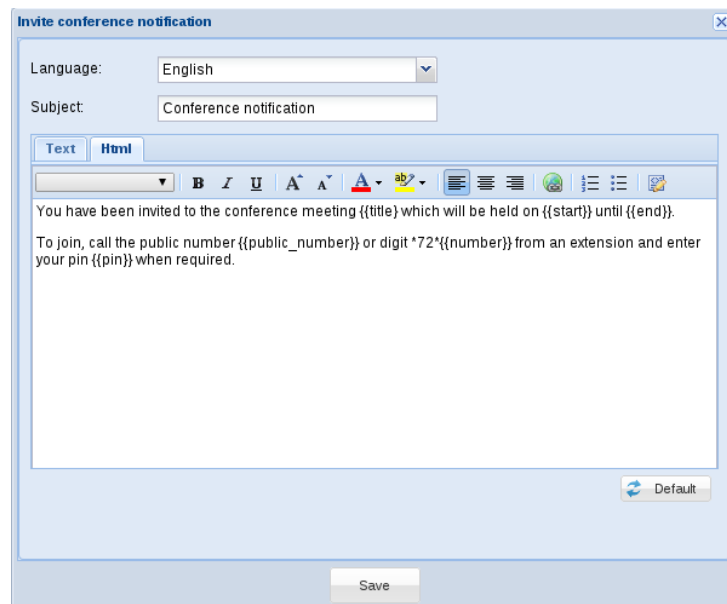 Invite conference notification
Language:
English
Subject:
Conference notification
Text
Html
B I U A A A ab
You have been invited to the conference meeting {{title} which will be held on {{start}} until {{end}}.
To join, call the public number {{public_number}} or digit *72*{{number}} from an extension and enter
your pin {{pin}} when required.
Default
Save